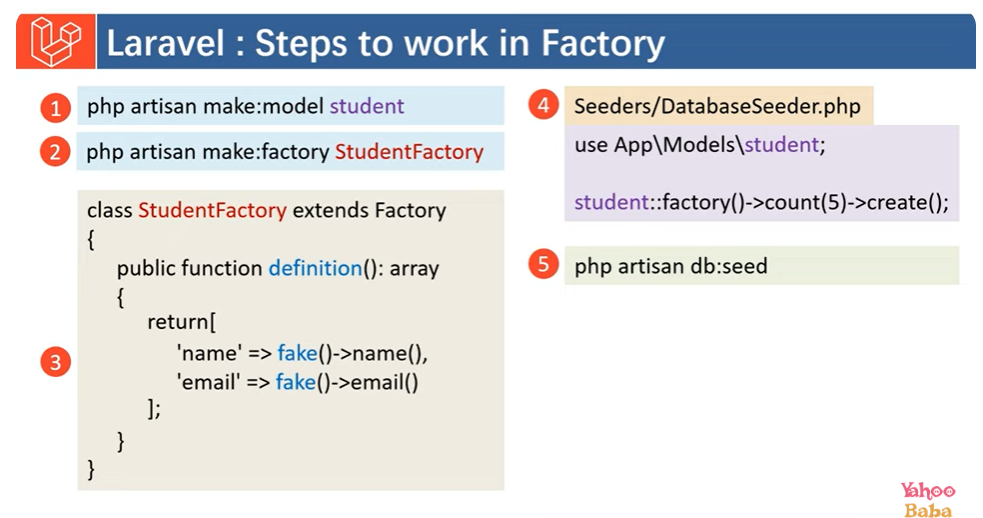 Laravel : Steps to work in Factory
1 php artisan make:model student
2 php artisan make:factory StudentFactory
3
class StudentFactory extends Factory
{
public function definition(): array
{
return[
'name' => fake()->name(),
'email' => fake()->email()
];
}
}
4 Seeders/DatabaseSeeder.php
use App\Models\student;
student::factory()->count(5)->create();
5 php artisan db:seed
Yahoo
Baba